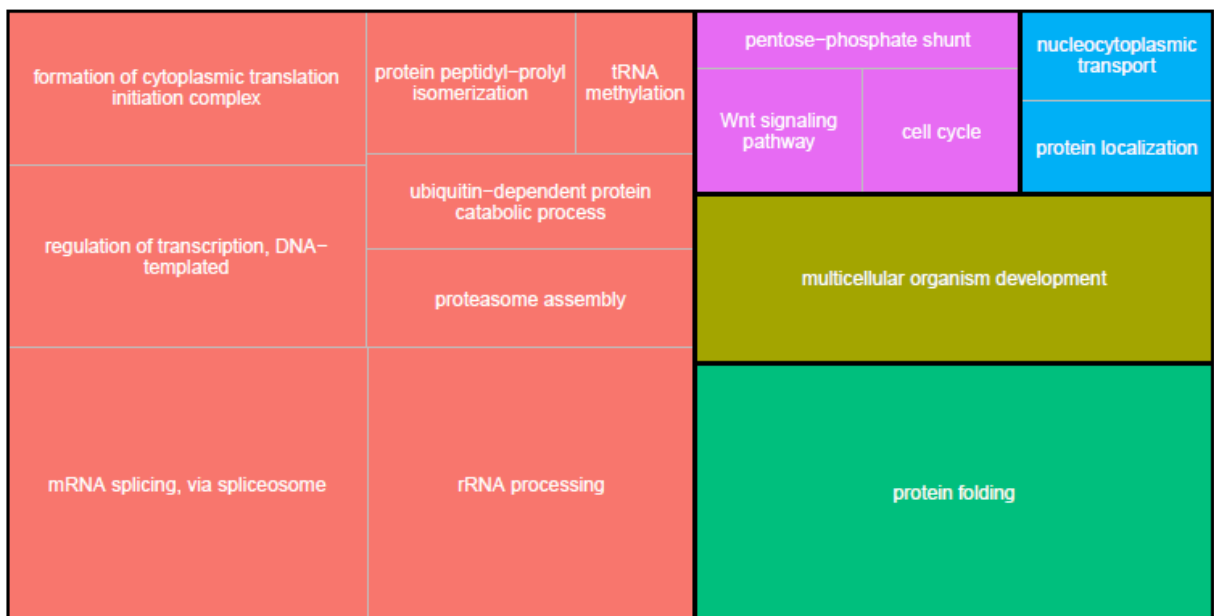 formation of cytoplasmic translation
initiation complex
protein peptidyl−prolyl
isomerization
tRNA
methylation
ubiquitin−dependent protein
catabolic process
regulation of transcription, DNA−
templated
proteasome assembly
mRNA splicing, via spliceosome
rRNA processing
pentose−phosphate shunt
Wnt signaling
pathway
cell cycle
nucleocytoplasmic
transport
protein localization
multicellular organism development
protein folding